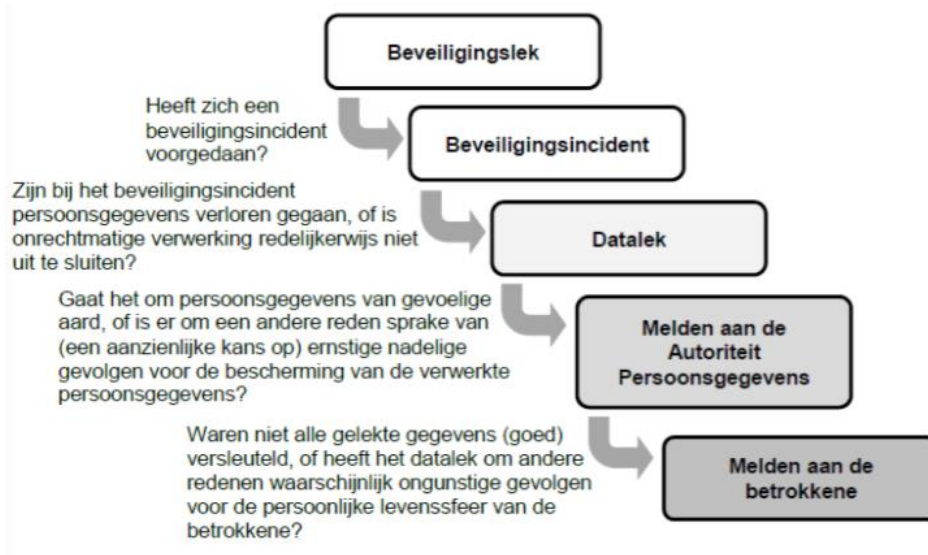 Beveiligingslek
Heeft zich een
beveiligingsincident
voorgedaan?
Beveiligingsincident
Zijn bij het beveiligingsincident
persoonsgegevens verloren gegaan, of is
onrechtmatige verwerking redelijkerwijs niet
uit te sluiten?
Datalek
Gaat het om persoonsgegevens van gevoelige
aard, of is er om een andere reden sprake van
(een aanzienlijke kans op) ernstige nadelige
gevolgen voor de bescherming van de verwerkte
persoonsgegevens?
Melden aan de
Autoriteit
Persoonsgegevens
Waren niet alle gelekte gegevens (goed)
versleuteld, of heeft het datalek om andere
redenen waarschijnlijk ongunstige gevolgen
voor de persoonlijke levenssfeer van de
betrokkene?
Melden aan de
betrokkene